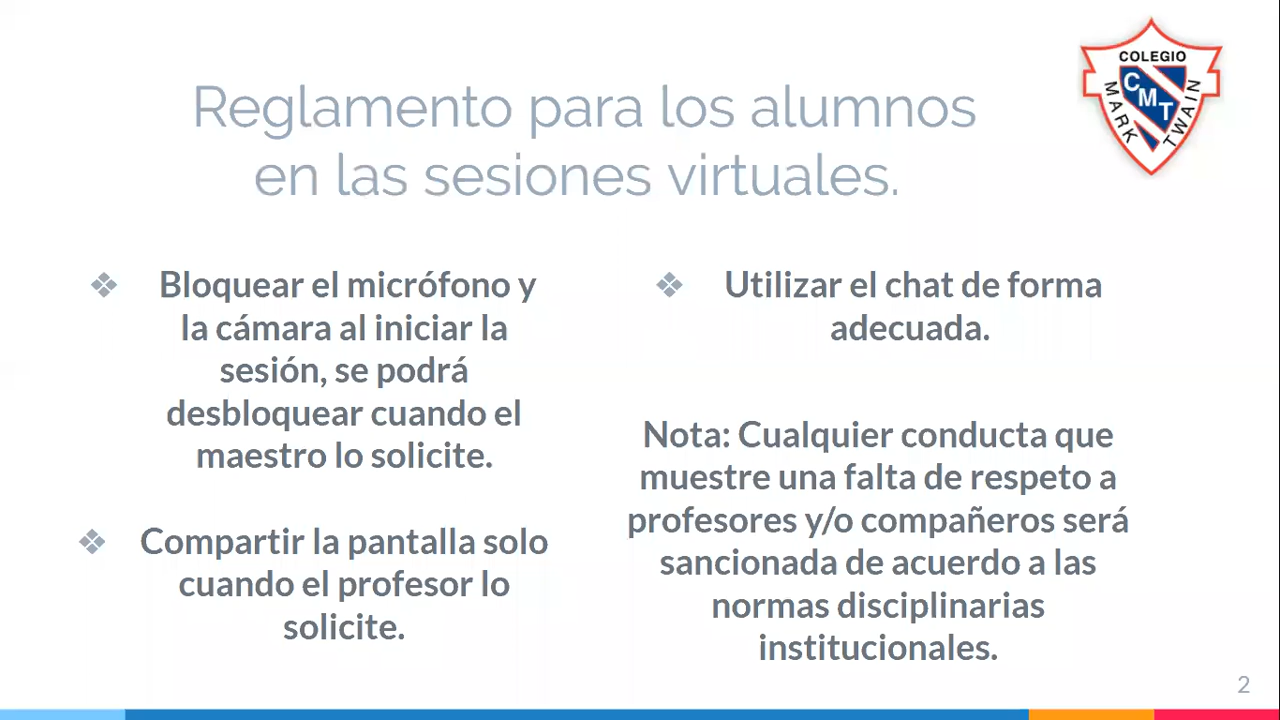 COLEGIO
CMT
MARK
TWAIN
Reglamento para los alumnos
en las sesiones virtuales.
❖ Bloquear el micrófono y
la cámara al iniciar la
sesión, se podrá
desbloquear cuando el
maestro lo solicite.
❖ Compartir la pantalla solo
cuando el profesor lo
solicite.
❖ Utilizar el chat de forma
adecuada.
Nota: Cualquier conducta que
muestre una falta de respeto a
profesores y/o compañeros será
sancionada de acuerdo a las
normas disciplinarias
institucionales.
2